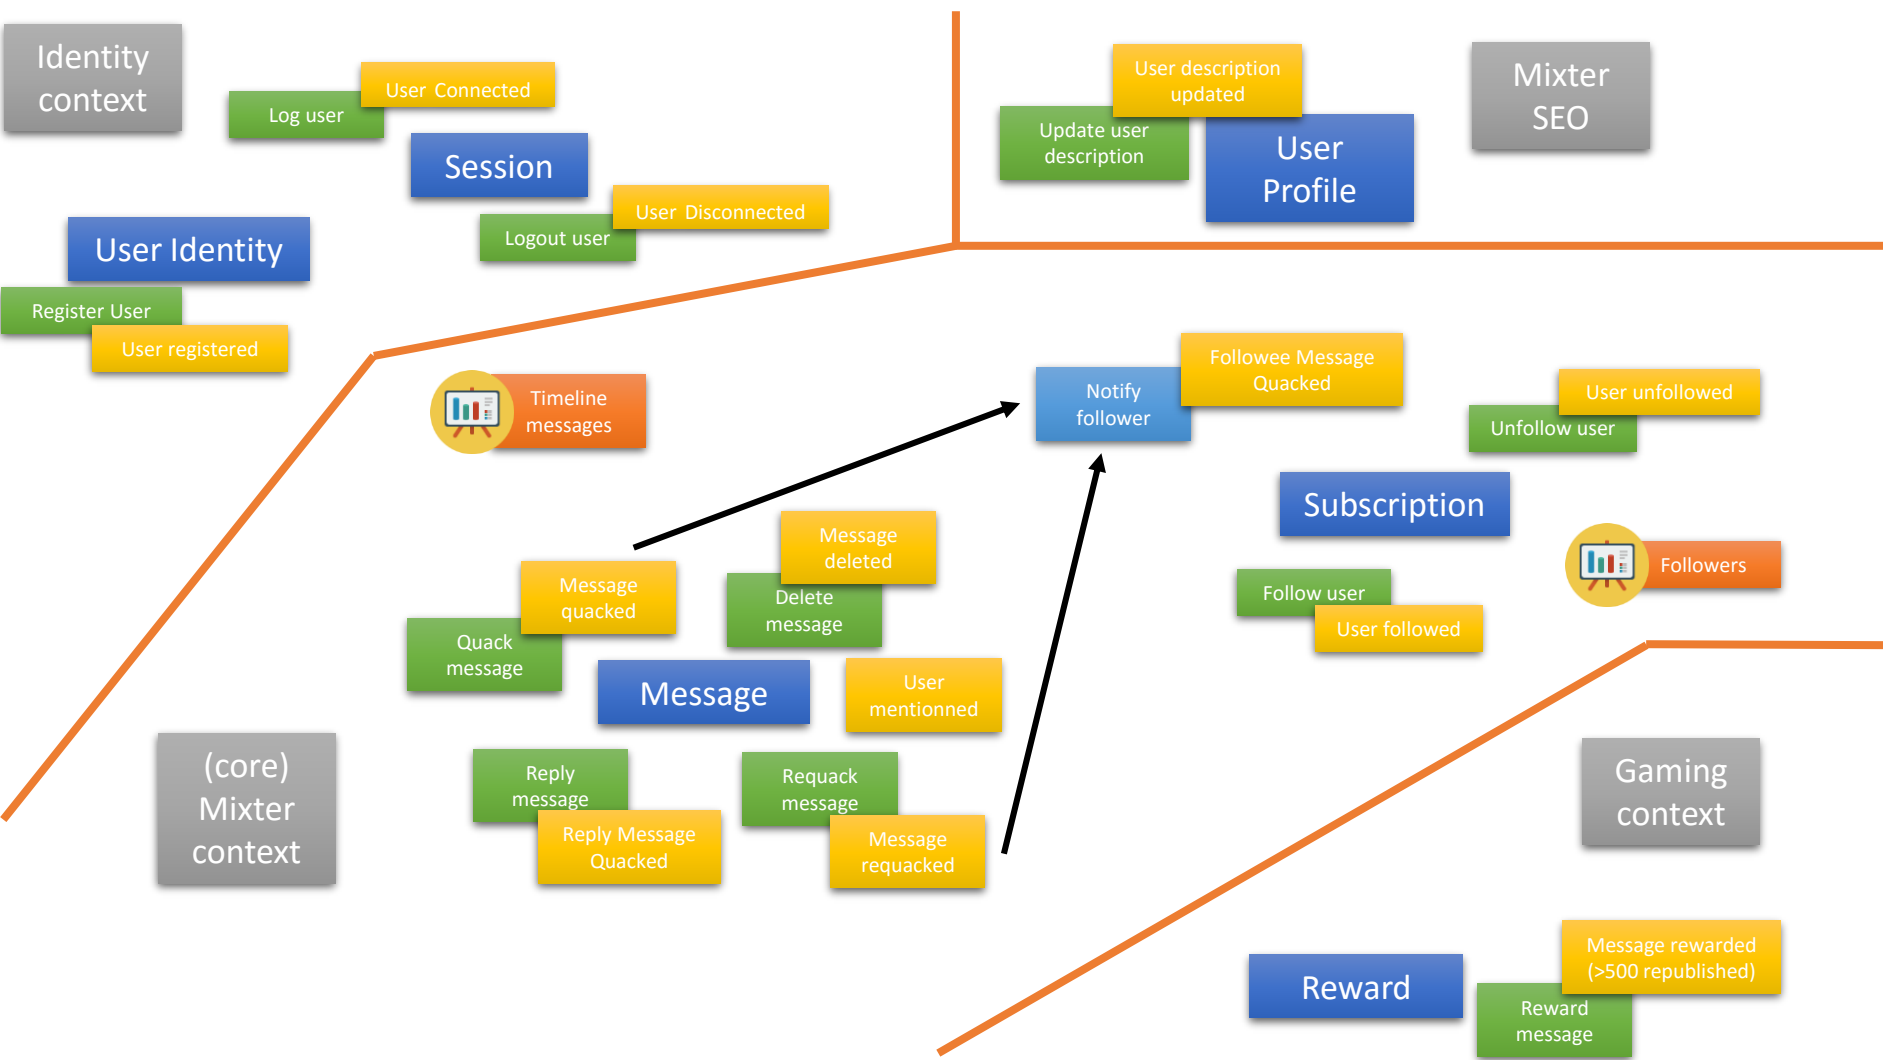 Identity
context
User Connected
Log user
Session
User Disconnected
Logout user
User Identity
Register User
User registered
User description
updated
Update user
description
User
Profile
Mixter
SEO
Timeline
messages
Notify
follower
Followee Message
Quacked
User unfollowed
Unfollow user
Subscription
Followers
Follow user
User followed
Message
deleted
Delete
message
Message
quacked
Quack
message
Message
User
mentionned
Reply
message
Reply Message
Quacked
Requack
message
Message
requacked
(core)
Mixter
context
Gaming
context
Message rewarded
(>500 republished)
Reward
Reward
message